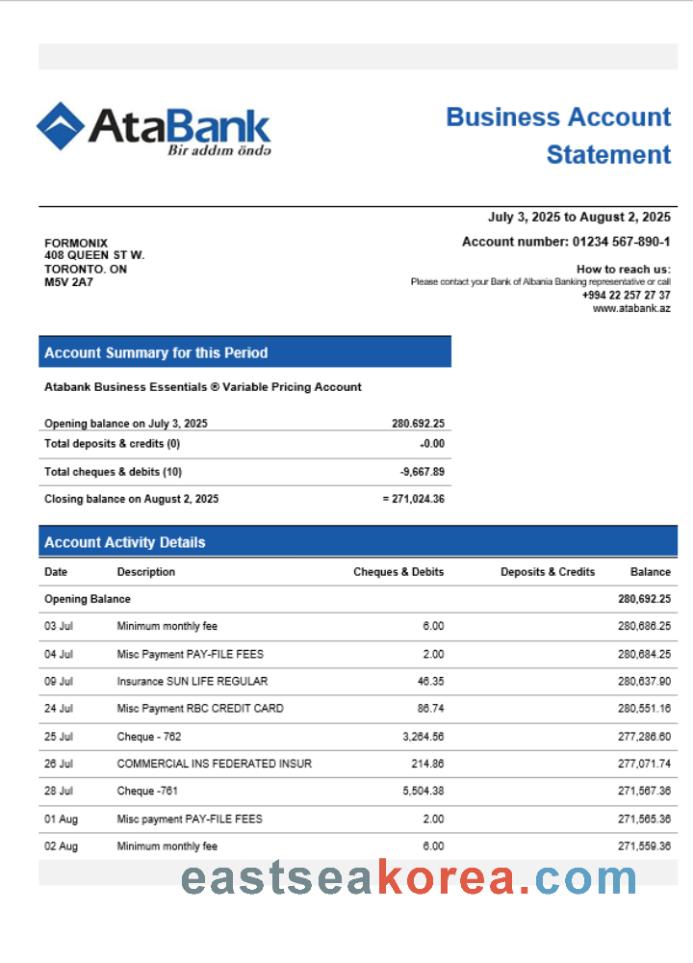 AtaBank
Bir addım öndə
Business Account
Statement
July 3, 2025 to August 2, 2025
Account number: 01234 567-890-1
FORMONIX
408 QUEEN ST W.
TORONTO. ON
M5V 2A7
How to reach us:
Please contact your Bank of Albania Banking representative or call
+994 22 257 27 37
www.atabank.az
Account Summary for this Period
Atabank Business Essentials ® Variable Pricing Account
Opening balance on July 3, 2025 280.692.25
Total deposits & credits (0) -0.00
Total cheques & debits (10) -9,667.89
Closing balance on August 2, 2025 = 271,024.36
Account Activity Details
Date Description Cheques & Debits Deposits & Credits Balance
Opening Balance 280,692.25
03 Jul Minimum monthly fee 6.00 280,686.25
04 Jul Misc Payment PAY-FILE FEES 2.00 280,684.25
09 Jul Insurance SUN LIFE REGULAR 46.35 280,637.90
24 Jul Misc Payment RBC CREDIT CARD 86.74 280,551.16
25 Jul Cheque - 762 3,264.56 277,286.60
26 Jul COMMERCIAL INS FEDERATED INSUR 214.86 277,071.74
28 Jul Cheque -761 5,504.38 271,567.36
01 Aug Misc payment PAY-FILE FEES 2.00 271,565.36
02 Aug Minimum monthly fee 6.00 271,559.36
eastseakorea.com